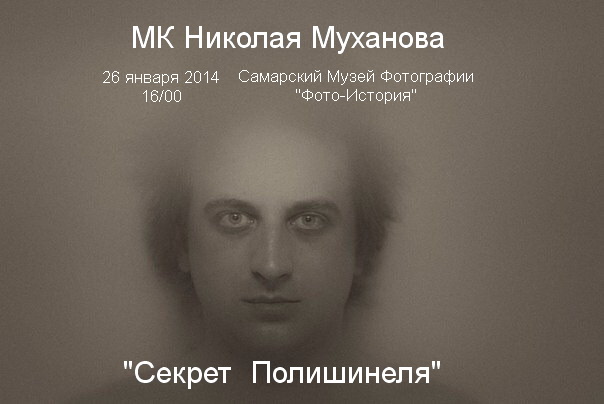 МК Николая Муханова
26 января 2014 Самарский Музей Фотографии
16/00 "Фото-История"
"Секрет Полишинеля"